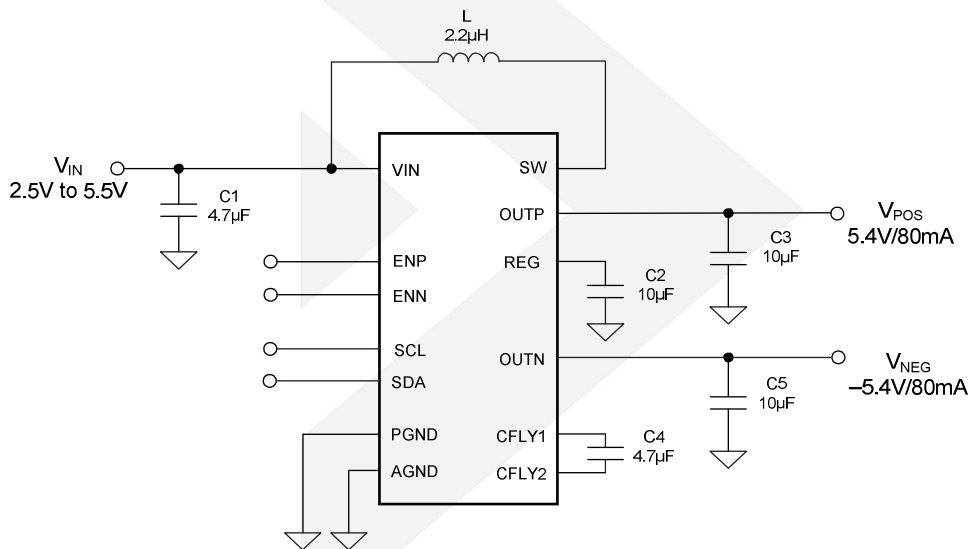 L
2.2µH
VIN
2.5V to 5.5V
C1
4.7µF
VIN
SW
OUTP
VPOS
5.4V/80mA
C3
10µF
ENP
REG
C2
10µF
ENN
SCL
OUTN
VNEG
–5.4V/80mA
SDA
C5
10µF
PGND
CFLY1
C4
4.7µF
AGND
CFLY2